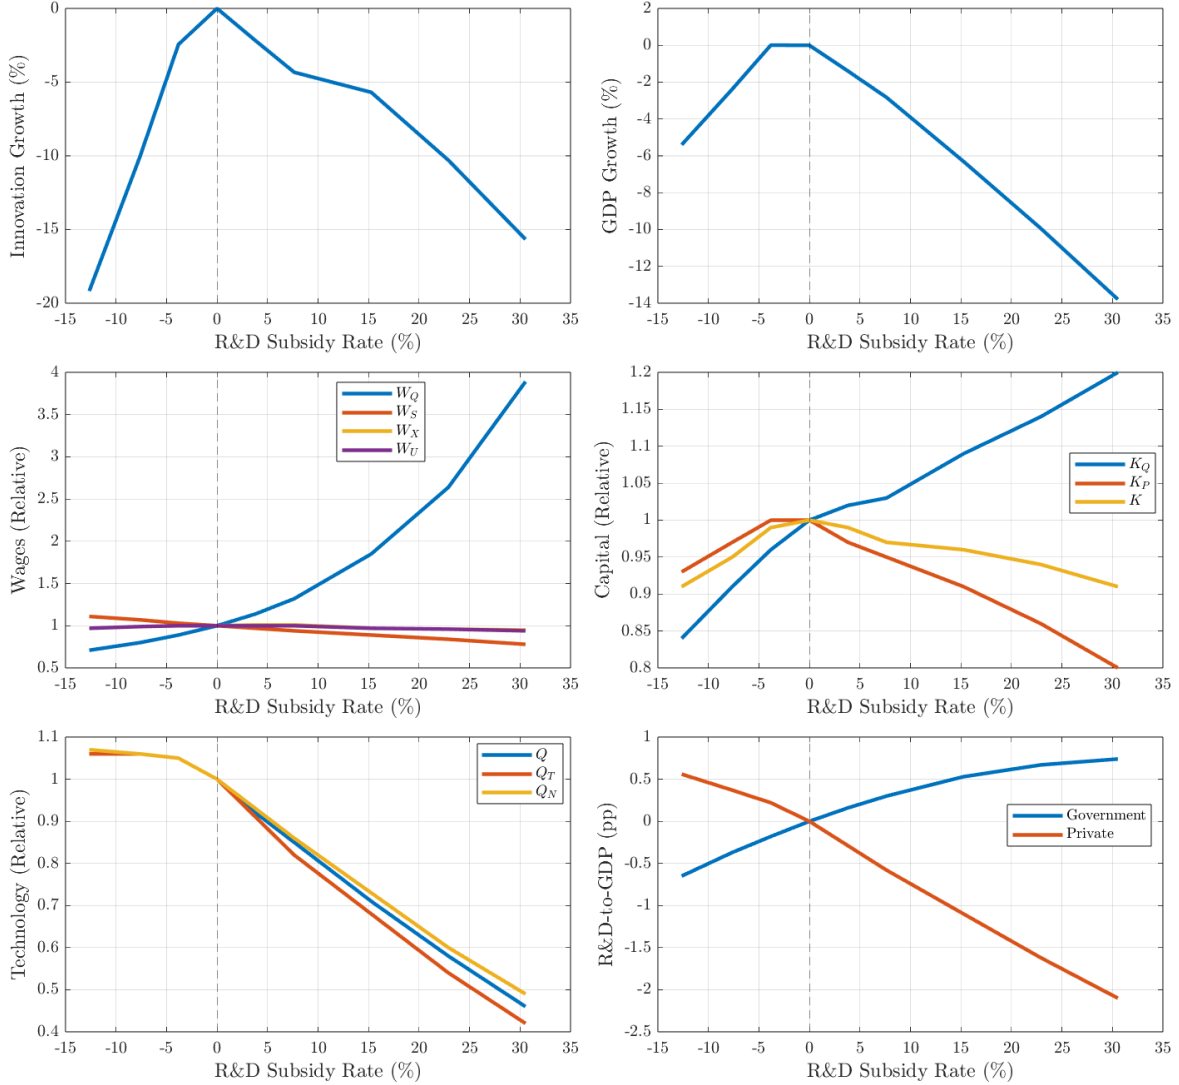 Innovation Growth (%)
0
-5
-10
-15
-20
-15 -10 -5 0 5 10 15 20 25 30 35
R&D Subsidy Rate (%)
GDP Growth (%)
2
0
-2
-4
-6
-8
-10
-12
-14
-15 -10 -5 0 5 10 15 20 25 30 35
R&D Subsidy Rate (%)
Wages (Relative)
4
3.5
3
2.5
2
1.5
1
0.5
W_Q
W_S
W_X
W_U
-15 -10 -5 0 5 10 15 20 25 30 35
R&D Subsidy Rate (%)
Capital (Relative)
1.2
1.15
1.1
1.05
1
0.95
0.9
0.85
0.8
K_Q
K_P
K
-15 -10 -5 0 5 10 15 20 25 30 35
R&D Subsidy Rate (%)
Technology (Relative)
1.1
1
0.9
0.8
0.7
0.6
0.5
0.4
Q
Q_T
Q_N
-15 -10 -5 0 5 10 15 20 25 30 35
R&D Subsidy Rate (%)
R&D-to-GDP (pp)
1
0.5
0
-0.5
-1
-1.5
-2
-2.5
Government
Private
-15 -10 -5 0 5 10 15 20 25 30 35
R&D Subsidy Rate (%)